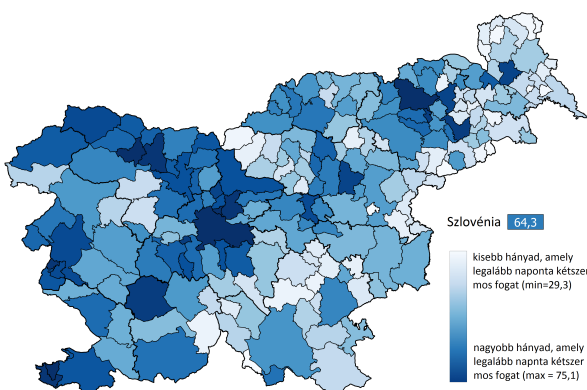 Szlovénia 64,3
kisebb hányad, amely
legalább naponta kétszer
mos fogat (min=29,3)
nagyobb hányad, amely
legalább napnta kétszer
mos fogat (max = 75,1)